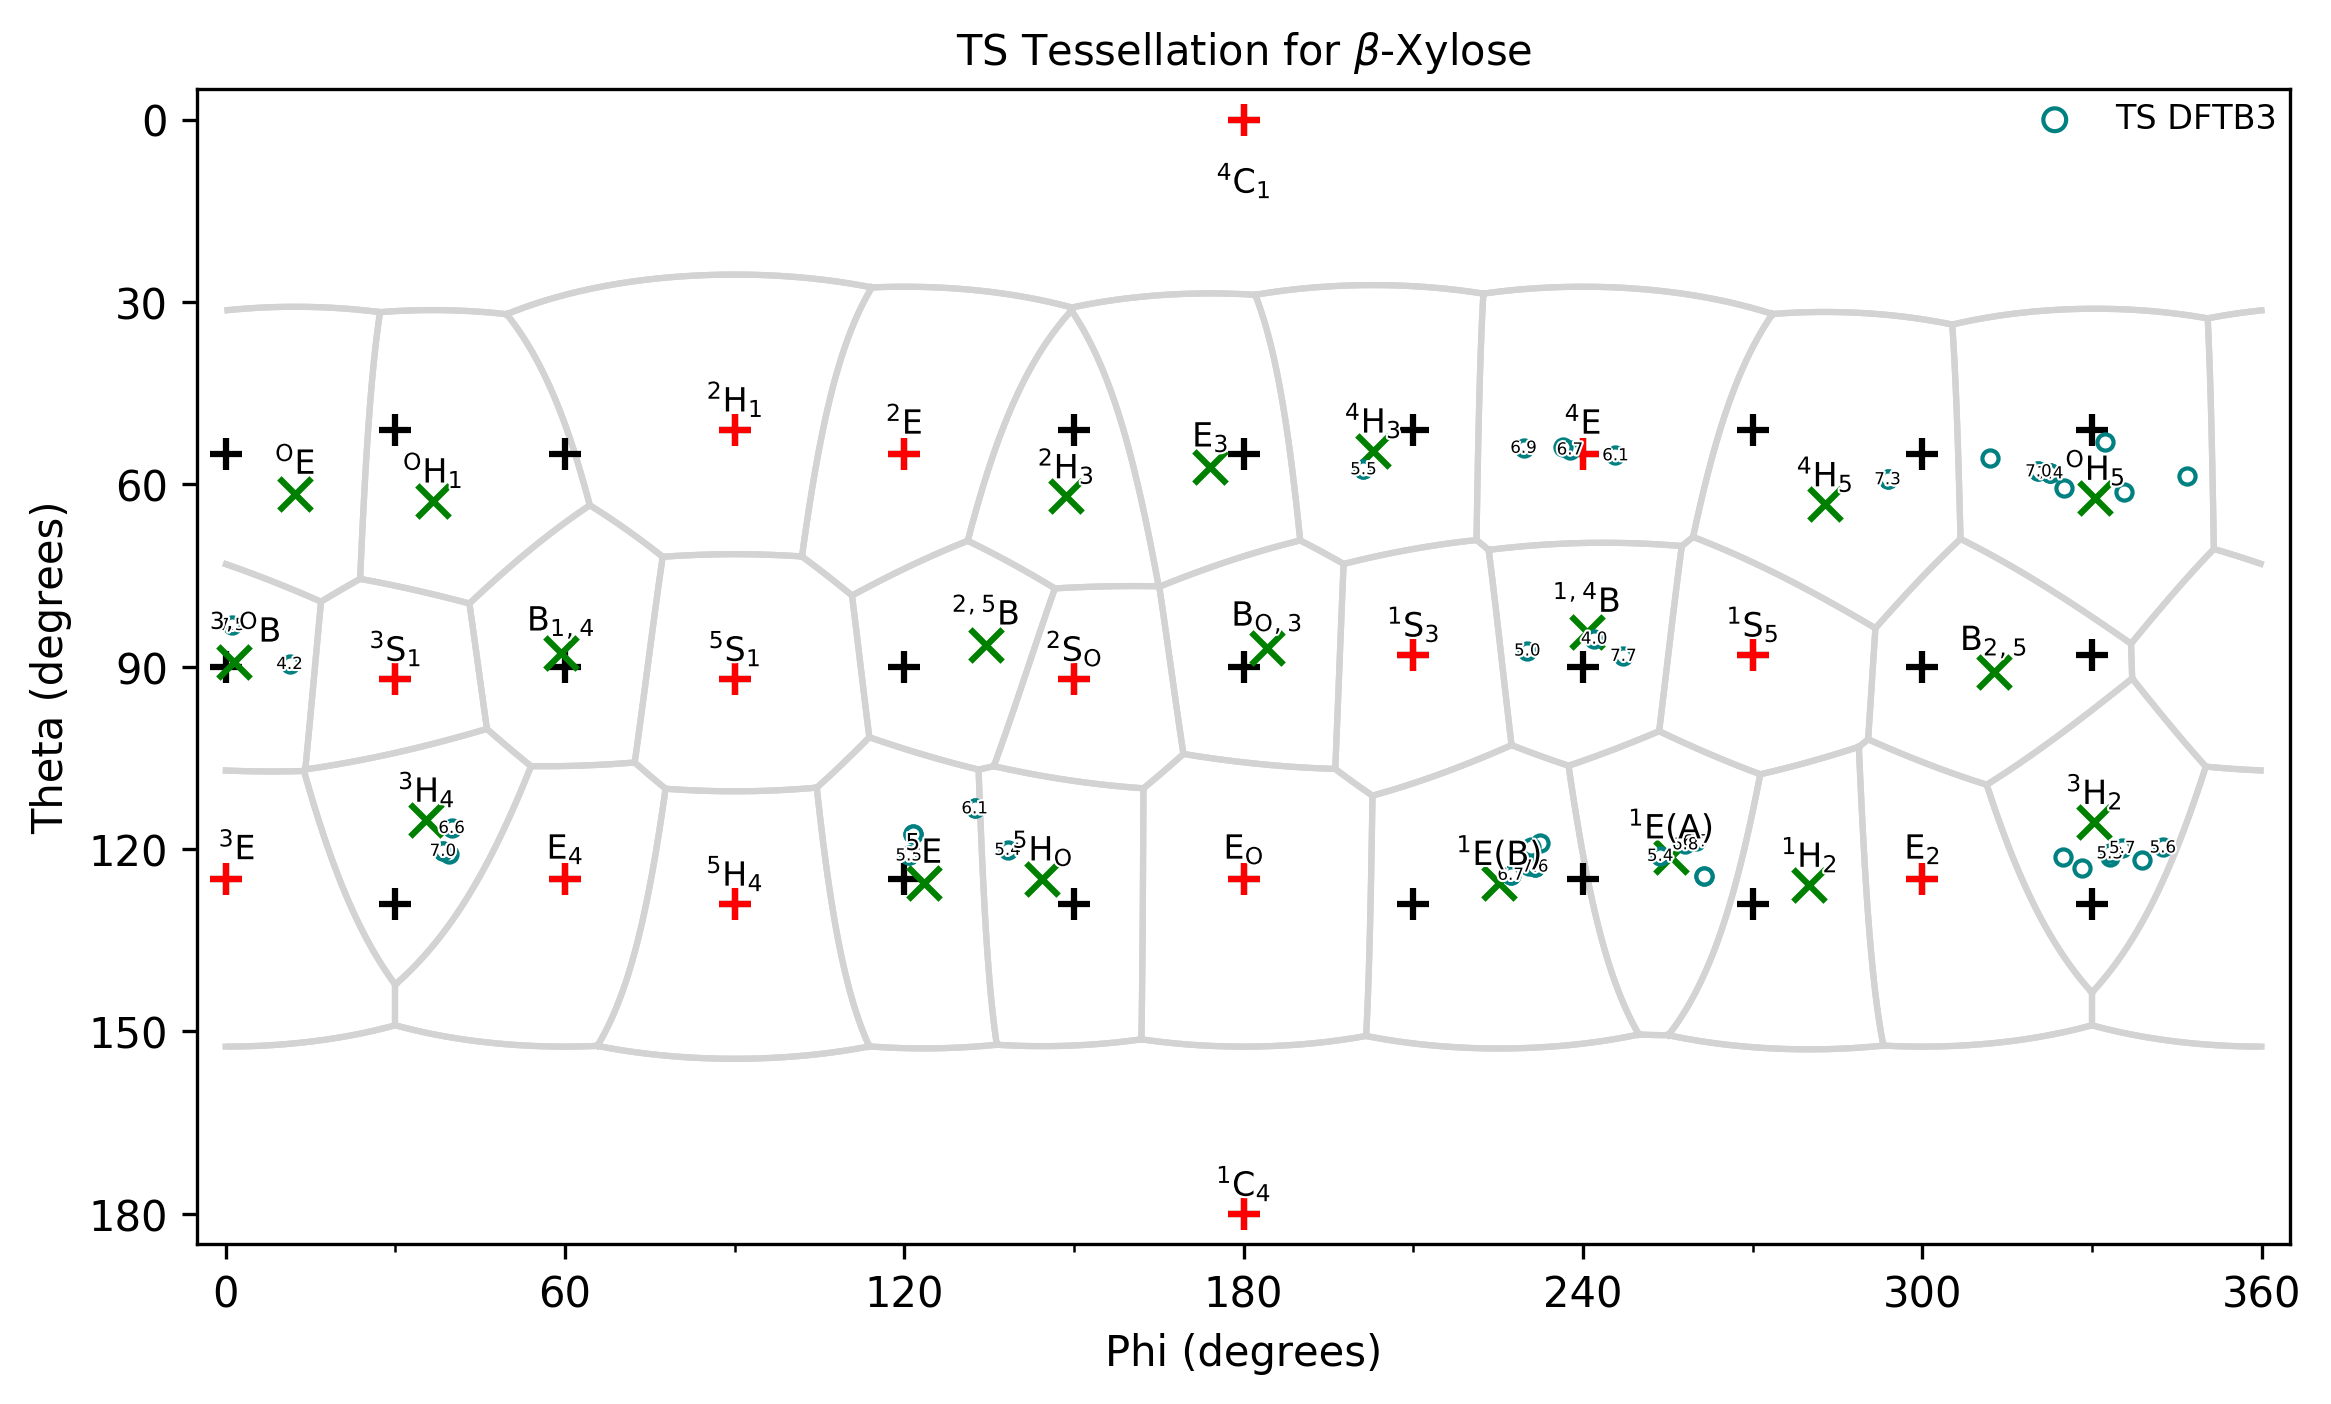 TS Tessellation for β-Xylose
TS DFTB3
⁴C₁
²H₁
²E
⁴H₃
⁴E
E₃
ᴼE
ᴼH₁
²H₃
⁴H₅
ᴼH₅
6.9
6.7
6.1
5.5
7.3
7.0
³,ᴼB
B₁,₄
²,⁵B
B_O,₃
¹,⁴B
³S₁
⁵S₁
²S_O
¹S₃
¹S₅
B₂,₅
4.2
5.0
4.0
7.7
³H₄
³H₂
6.6
7.0
6.1
³E
E₄
⁵H₄
⁵E
5.5
5.4
⁵H_O
E_O
¹E(B)
6.7
¹E(A)
5.4
6.8
¹H₂
E₂
5.7
5.6
¹C₄
0
30
60
90
120
150
180
Theta (degrees)
0 60 120 180 240 300 360
Phi (degrees)